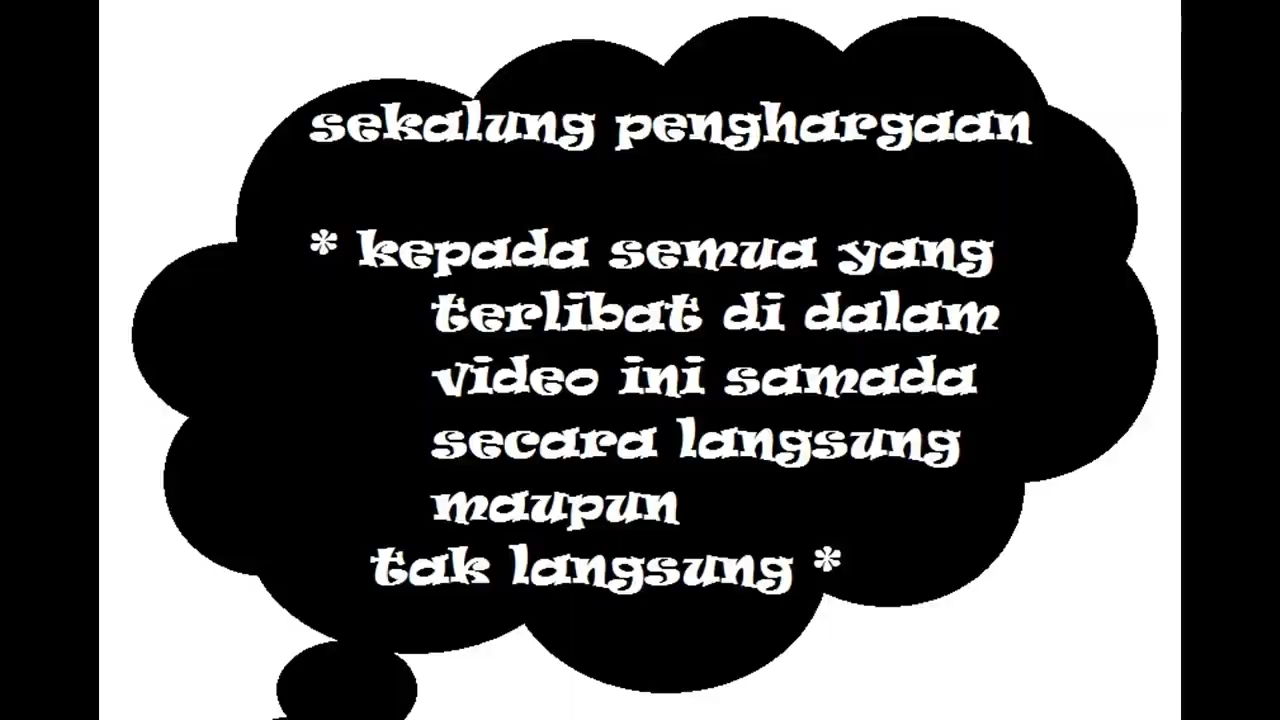 sekalung penghargaan
* kepada semua yang
terlibat di dalam
video ini samada
secara langsung
maupun
tak langsung *